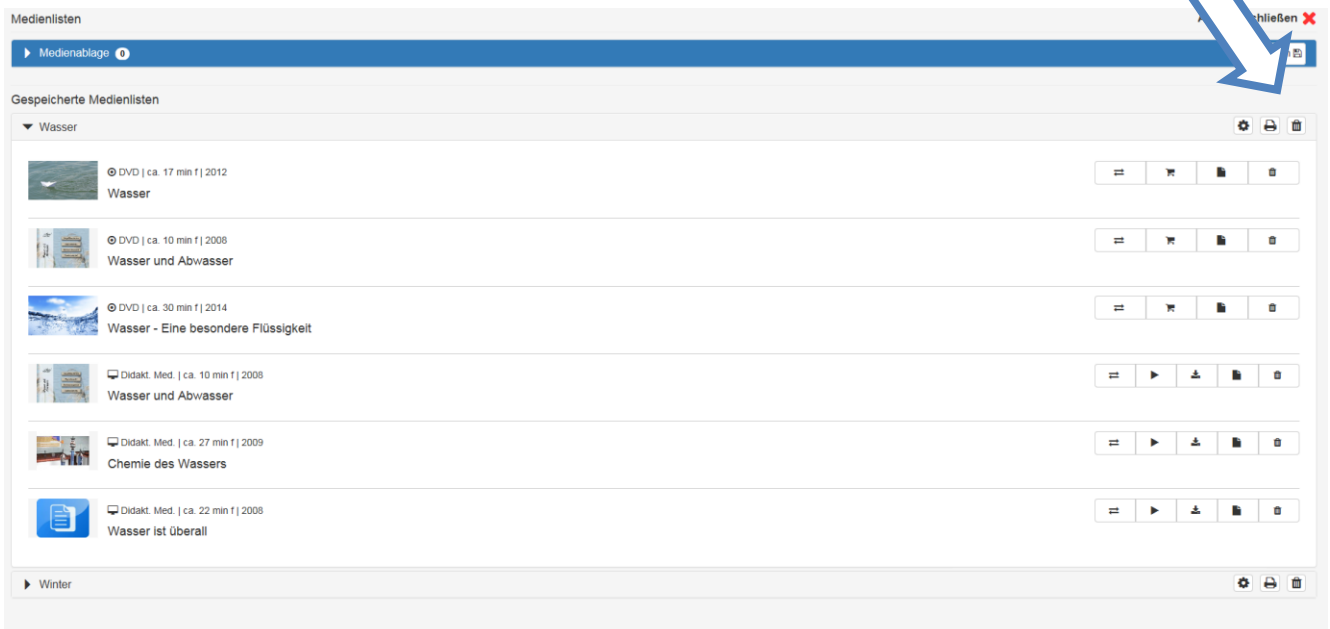 Medienlisten
schließen
Medienablage 0
Gespeicherte Medienlisten
Wasser
DVD | ca. 17 min f | 2012
Wasser
DVD | ca. 10 min f | 2008
Wasser und Abwasser
DVD | ca. 30 min f | 2014
Wasser - Eine besondere Flüssigkeit
Didakt. Med. | ca. 10 min f | 2008
Wasser und Abwasser
Didakt. Med. | ca. 27 min f | 2009
Chemie des Wassers
Didakt. Med. | ca. 22 min f | 2008
Wasser ist überall
Winter